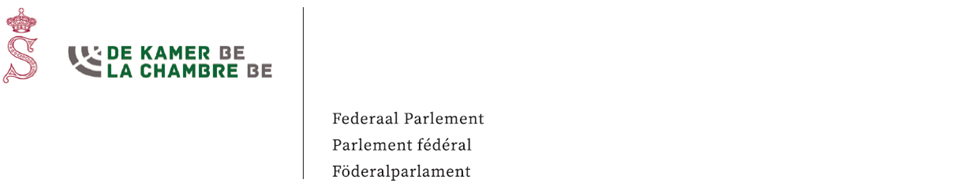 S
DE KAMER BE
LA CHAMBRE BE
Federaal Parlement
Parlement fédéral
Föderalparlament